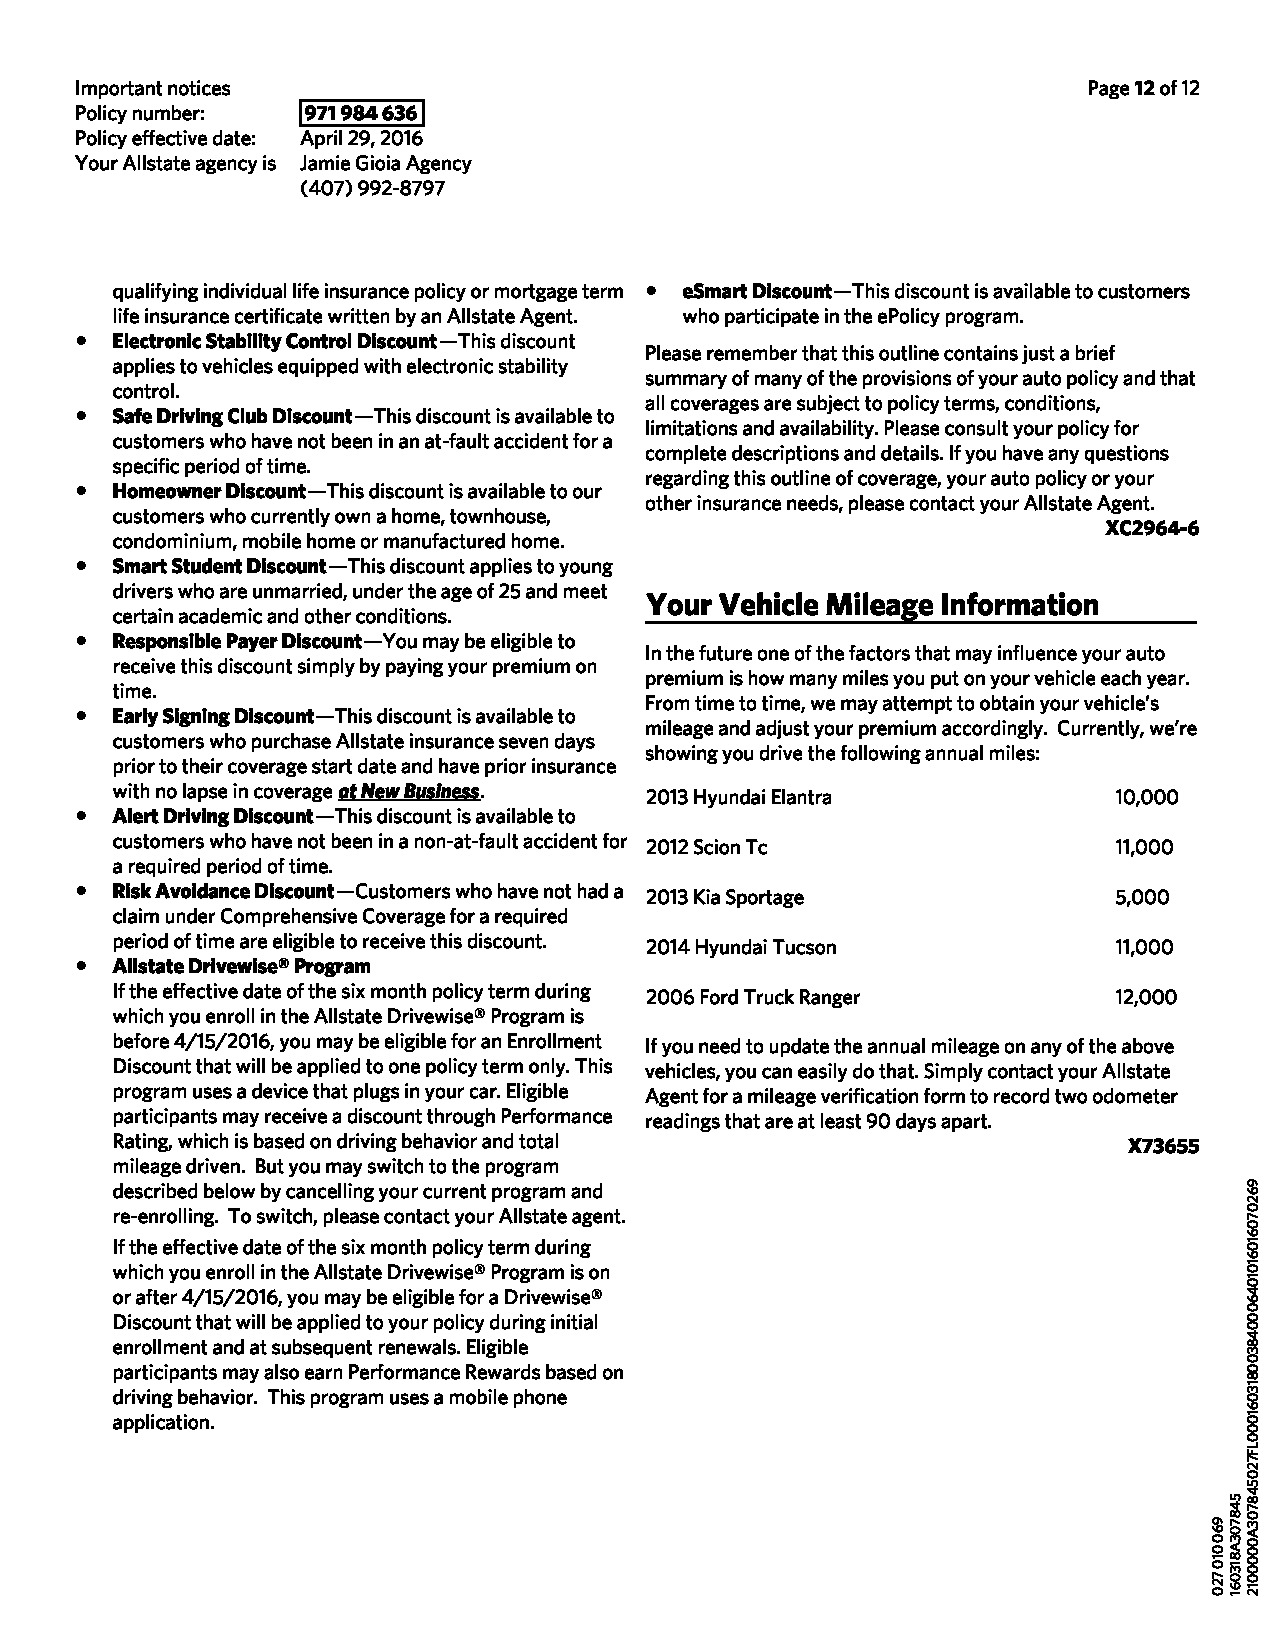 Important notices
Page 12 of 12
Policy number: 971 984 636
Policy effective date: April 29, 2016
Your Allstate agency is Jamie Gioia Agency
(407) 992-8797
qualifying individual life insurance policy or mortgage term
life insurance certificate written by an Allstate Agent.
• Electronic Stability Control Discount—This discount
applies to vehicles equipped with electronic stability
control.
• Safe Driving Club Discount—This discount is available to
customers who have not been in an at-fault accident for a
specific period of time.
• Homeowner Discount—This discount is available to our
customers who currently own a home, townhouse,
condominium, mobile home or manufactured home.
• Smart Student Discount—This discount applies to young
drivers who are unmarried, under the age of 25 and meet
certain academic and other conditions.
• Responsible Payer Discount—You may be eligible to
receive this discount simply by paying your premium on
time.
• Early Signing Discount—This discount is available to
customers who purchase Allstate insurance seven days
prior to their coverage start date and have prior insurance
with no lapse in coverage at New Business.
• Alert Driving Discount—This discount is available to
customers who have not been in a non-at-fault accident for
a required period of time.
• Risk Avoidance Discount—Customers who have not had a
claim under Comprehensive Coverage for a required
period of time are eligible to receive this discount.
• Allstate Drivewise® Program
If the effective date of the six month policy term during
which you enroll in the Allstate Drivewise® Program is
before 4/15/2016, you may be eligible for an Enrollment
Discount that will be applied to one policy term only. This
program uses a device that plugs in your car. Eligible
participants may receive a discount through Performance
Rating, which is based on driving behavior and total
mileage driven.  But you may switch to the program
described below by cancelling your current program and
re-enrolling.  To switch, please contact your Allstate agent.
If the effective date of the six month policy term during
which you enroll in the Allstate Drivewise® Program is on
or after 4/15/2016, you may be eligible for a Drivewise®
Discount that will be applied to your policy during initial
enrollment and at subsequent renewals. Eligible
participants may also earn Performance Rewards based on
driving behavior.  This program uses a mobile phone
application.
• eSmart Discount—This discount is available to customers
who participate in the ePolicy program.
Please remember that this outline contains just a brief
summary of many of the provisions of your auto policy and that
all coverages are subject to policy terms, conditions,
limitations and availability. Please consult your policy for
complete descriptions and details. If you have any questions
regarding this outline of coverage, your auto policy or your
other insurance needs, please contact your Allstate Agent.
XC2964-6
Your Vehicle Mileage Information
In the future one of the factors that may influence your auto
premium is how many miles you put on your vehicle each year.
From time to time, we may attempt to obtain your vehicle's
mileage and adjust your premium accordingly.  Currently, we're
showing you drive the following annual miles:
2013 Hyundai Elantra 10,000
2012 Scion Tc 11,000
2013 Kia Sportage 5,000
2014 Hyundai Tucson 11,000
2006 Ford Truck Ranger 12,000
If you need to update the annual mileage on any of the above
vehicles, you can easily do that. Simply contact your Allstate
Agent for a mileage verification form to record two odometer
readings that are at least 90 days apart.
X73655
027 010 069
160318A307845
2100000A307845027FL00016031800384000640101601607O269